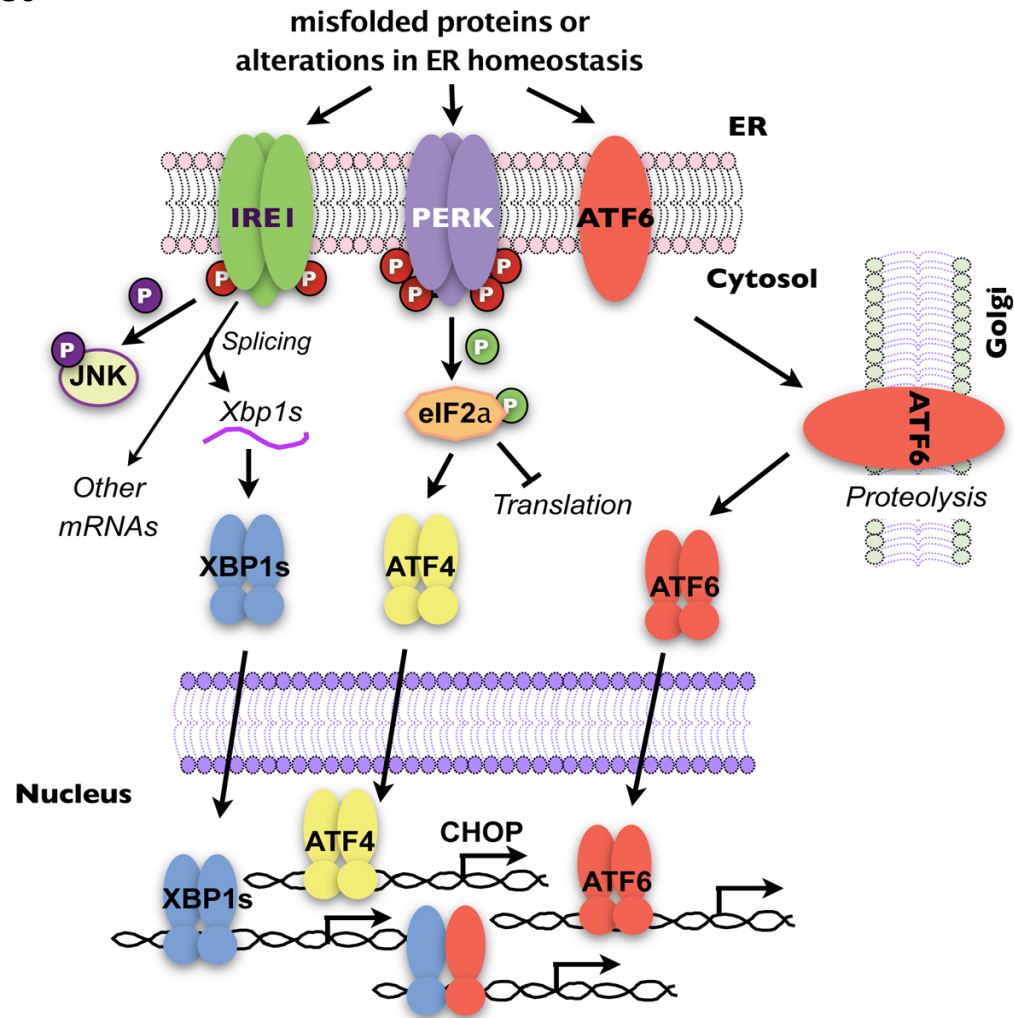 misfolded proteins or
alterations in ER homeostasis
ER
IRE1
PERK
ATF6
P
P
P
P
P
P
Cytosol
Golgi
P
P
JNK
Splicing
P
Xbp1s
eIF2a
P
ATF6
Other
mRNAs
Translation
Proteolysis
XBP1s
ATF4
ATF6
Nucleus
ATF4
CHOP
XBP1s
ATF6